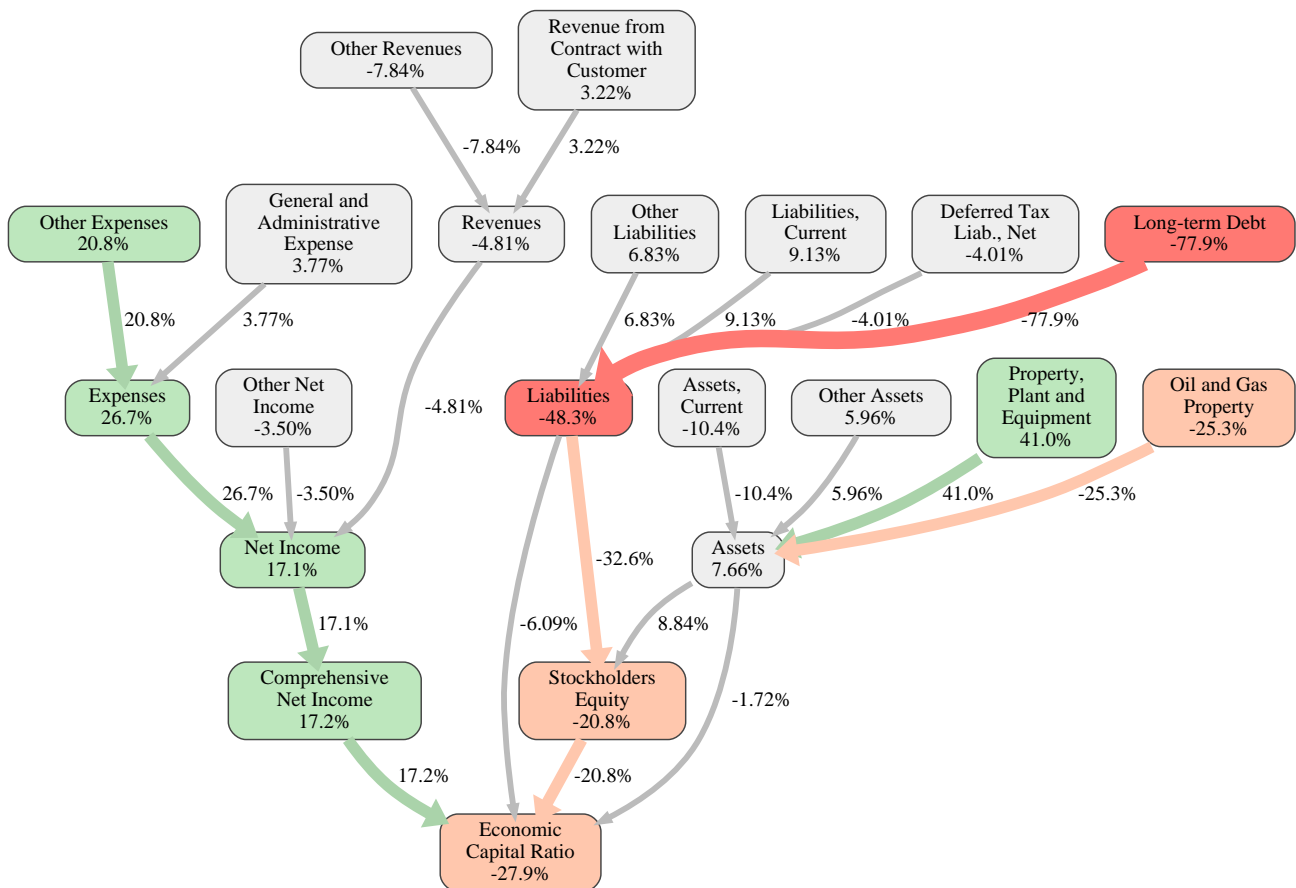 Other Revenues
-7.84%
Revenue from
Contract with
Customer
3.22%
-7.84%
3.22%
Other Expenses
20.8%
General and
Administrative
Expense
3.77%
Revenues
-4.81%
Other
Liabilities
6.83%
Liabilities,
Current
9.13%
Deferred Tax
Liab., Net
-4.01%
Long-term Debt
-77.9%
20.8%
3.77%
6.83%
9.13%
-4.01%
-77.9%
Expenses
26.7%
Other Net
Income
-3.50%
-4.81%
Liabilities
-48.3%
Assets,
Current
-10.4%
Other Assets
5.96%
Property,
Plant and
Equipment
41.0%
Oil and Gas
Property
-25.3%
26.7%
-3.50%
-10.4%
5.96%
41.0%
-25.3%
Net Income
17.1%
-32.6%
Assets
7.66%
17.1%
-6.09%
8.84%
Comprehensive
Net Income
17.2%
Stockholders
Equity
-20.8%
-1.72%
17.2%
-20.8%
Economic
Capital Ratio
-27.9%